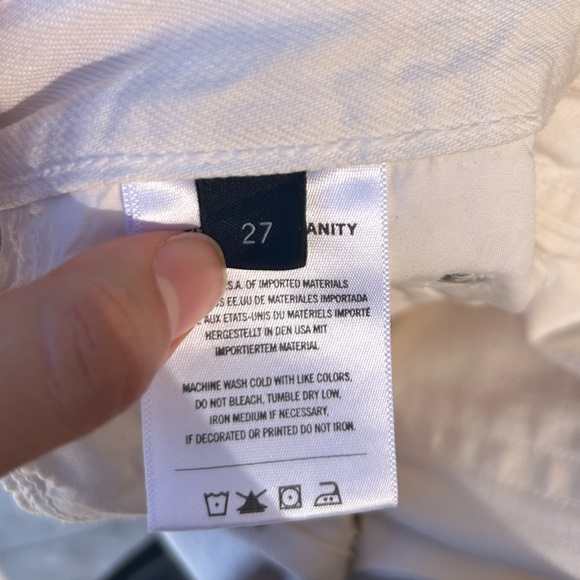 27
ANITY
S.A. OF IMPORTED MATERIALS
EE.UU DE MATERIALES IMPORTADA
AUX ETATS-UNIS DU MATÉRIELS IMPORTÉ
HERGESTELLT IN DEN USA MIT
IMPORTIERTEM MATERIAL
MACHINE WASH COLD WITH LIKE COLORS,
DO NOT BLEACH, TUMBLE DRY LOW,
IRON MEDIUM IF NECESSARY,
IF DECORATED OR PRINTED DO NOT IRON.